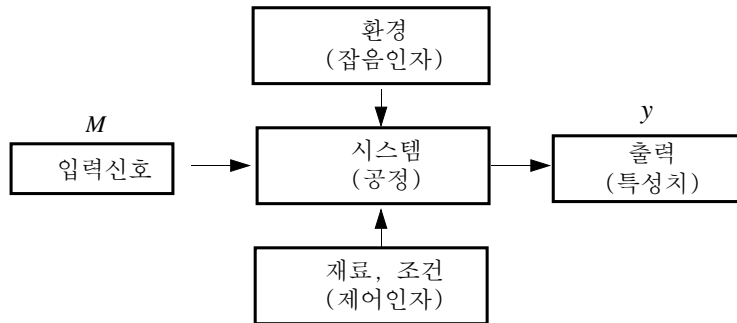 환경
(잡음인자)
M
입력신호
시스템
(공정)
y
출력
(특성치)
재료, 조건
(제어인자)